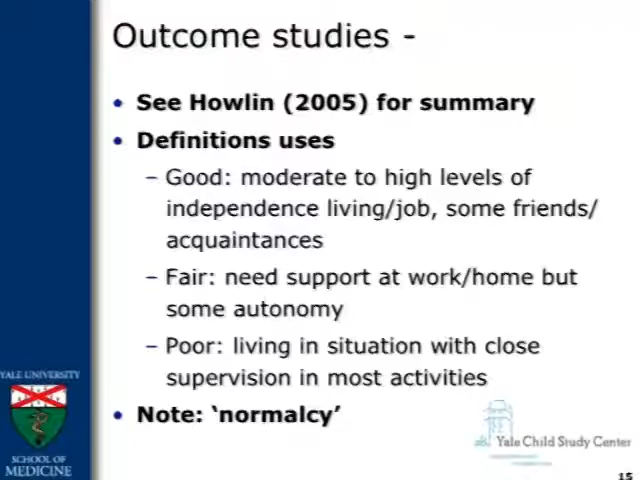 Outcome studies -
• See Howlin (2005) for summary
• Definitions uses
– Good: moderate to high levels of
independence living/job, some friends/
acquaintances
– Fair: need support at work/home but
some autonomy
– Poor: living in situation with close
supervision in most activities
• Note: ‘normalcy’
YALE UNIVERSITY
SCHOOL OF
MEDICINE
Yale Child Study Center
15